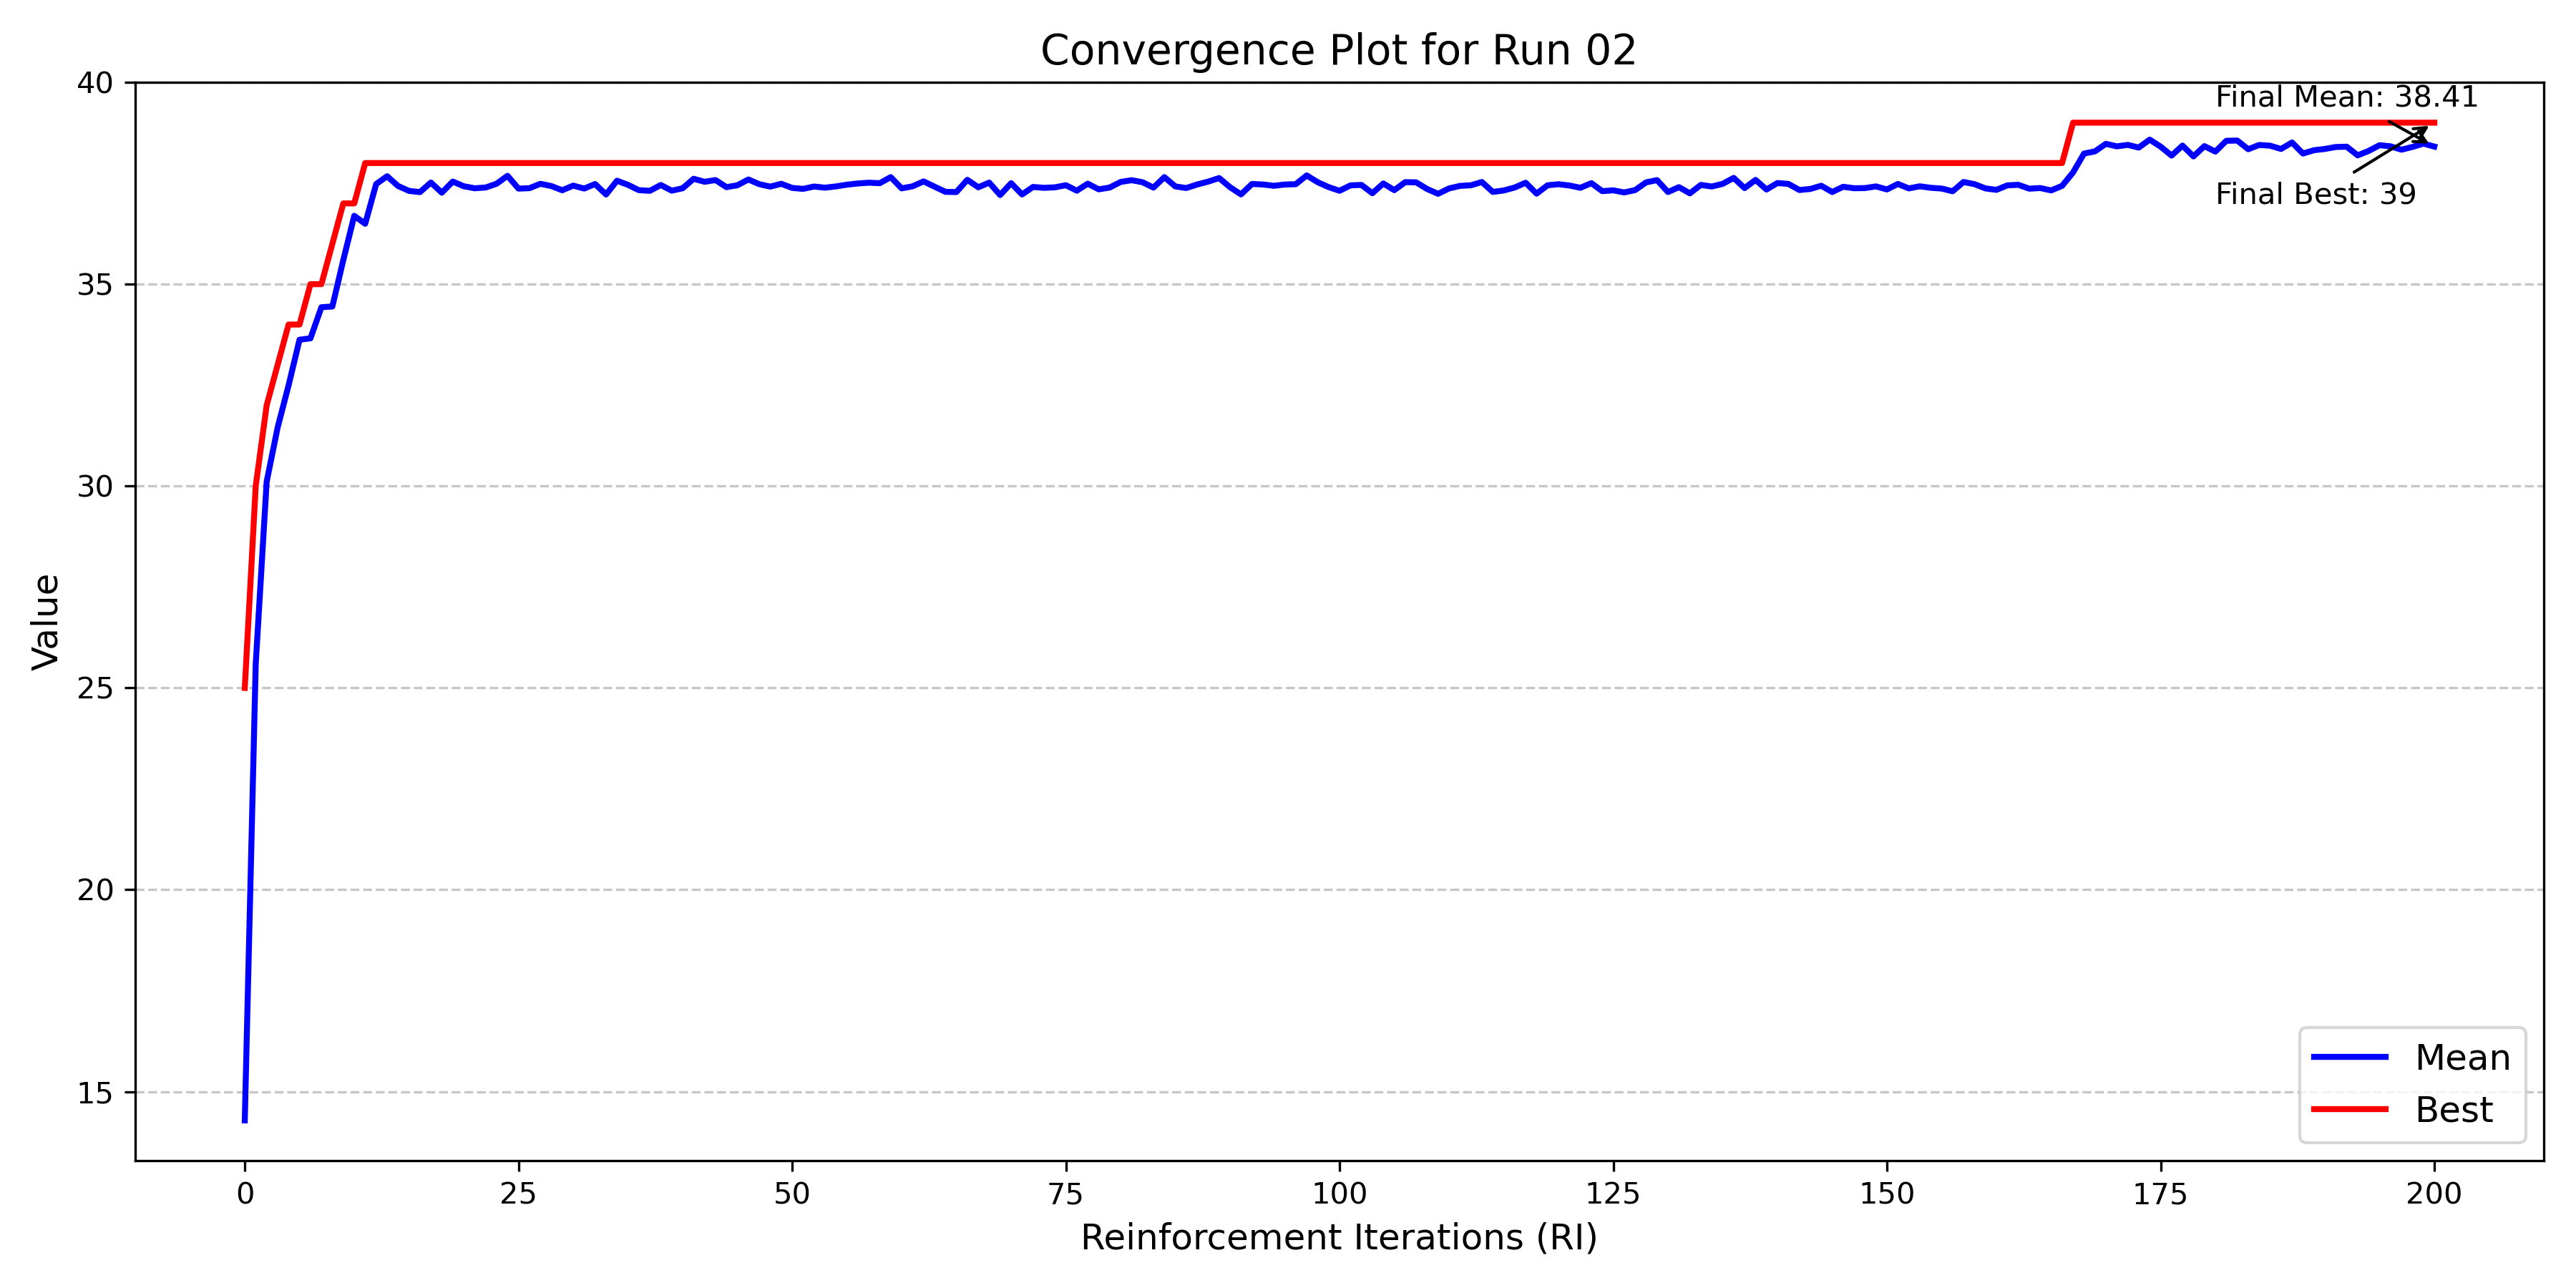 Convergence Plot for Run 02
40
35
30
25
20
15
Value
Final Mean: 38.41
Final Best: 39
Mean
Best
0 25 50 75 100 125 150 175 200
Reinforcement Iterations (RI)